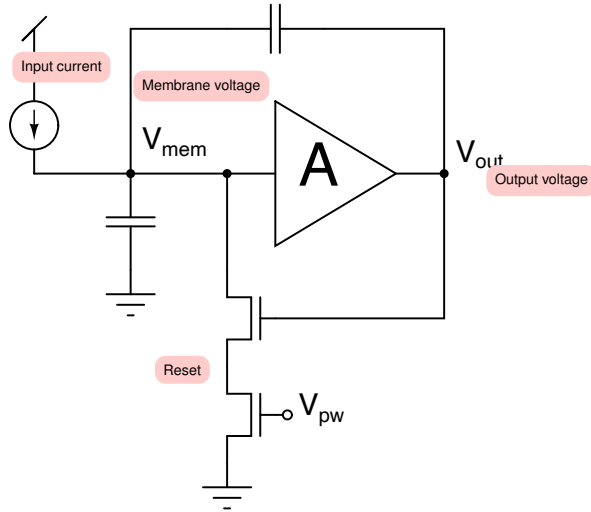 Input current
Membrane voltage
Vmem
A
Vout
Output voltage
Reset
Vpw